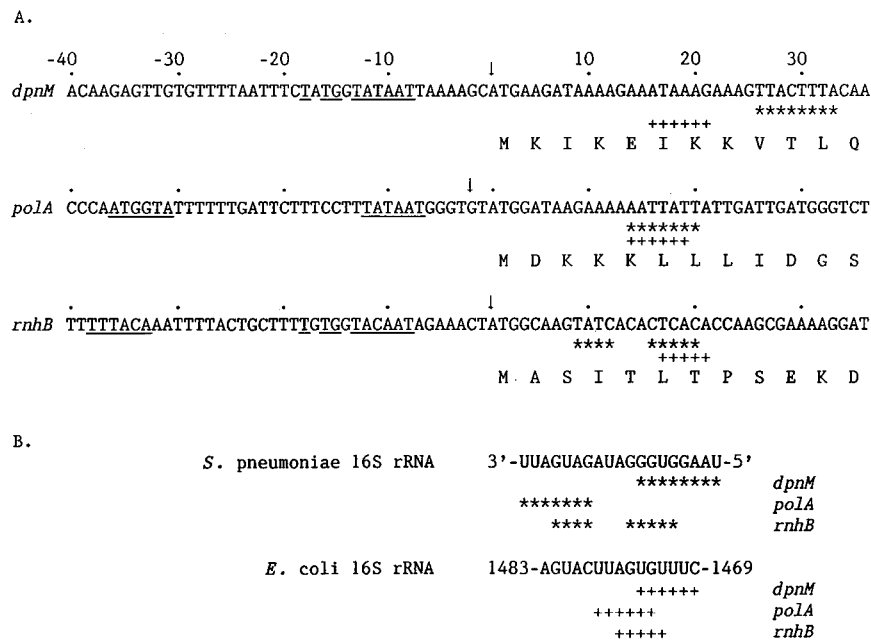 A.
-40 -30 -20 -10 ↓ 10 20 30
dpnM ACAAGAGTTGTGTTTTAATTTCTATGGTATAATTAAAAGCATGAAGATAAAAGAAATAAAGAAAGTTACTTTACAA
********
++++++
M K I K E I K K V T L Q
↓
polA CCCAATGGTATTTTTTGATTCTTTCCTTTATAATGGGTGTATGGATAAGAAAAAATTATTATTGATTGATGGGTCT
*******
++++++
M D K K K L L L I D G S
↓
rnhB TTTTTACAAATTTTACTGCTTTTGTGGTACAATAGAAACTATGGCAAGTATCACACTCACACCAAGCGAAAAGGAT
**** *****
+++++
M A S I T L T P S E K D
B.
S. pneumoniae 16S rRNA 3'-UUAGUAGAUAGGGUGGAAU-5'
******** dpnM
******* polA
**** ***** rnhB
E. coli 16S rRNA 1483-AGUACUUAGUGUUUC-1469
++++++ dpnM
++++++ polA
+++++ rnhB